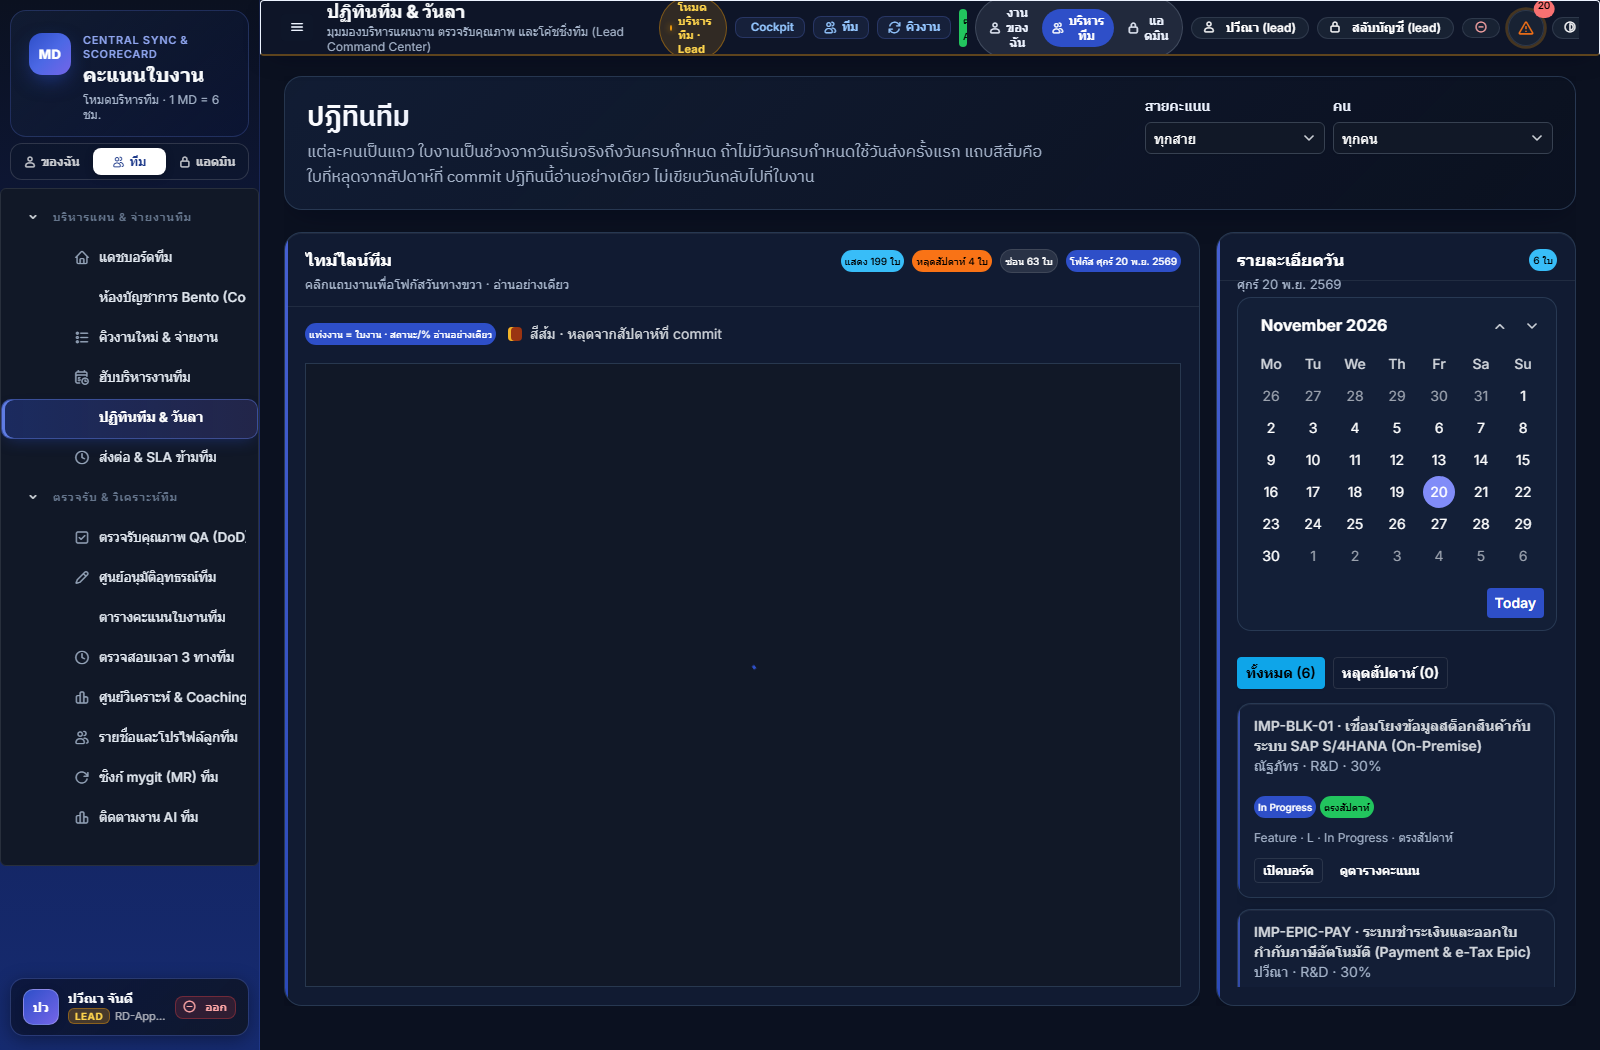 MD
CENTRAL SYNC & SCORECARD
คะแนนใบงาน
โหมดบริหารทีม · 1 MD = 6 ชม.
ของฉัน
ทีม
แอดมิน
บริหารแผน & จ่ายงานทีม
แดชบอร์ดทีม
ห้องบัญชาการ Bento (Co
คิวงานใหม่ & จ่ายงาน
ฮับบริหารงานทีม
ปฏิทินทีม & วันลา
ส่งต่อ & SLA ข้ามทีม
ตรวจรับ & วิเคราะห์ทีม
ตรวจรับคุณภาพ QA (DoD)
ศูนย์อนุมัติอุทธรณ์ทีม
ตารางคะแนนใบงานทีม
ตรวจสอบเวลา 3 ทางทีม
ศูนย์วิเคราะห์ & Coaching
รายชื่อและโปรไฟล์ลูกทีม
ซิงก์ mygit (MR) ทีม
ติดตามงาน AI ทีม
ปว
ปวีณา จันดี
LEAD RD-App...
ออก
ปฏิทินทีม & วันลา
มุมมองบริหารแผนงาน ตรวจรับคุณภาพ และโค้ชชิ่งทีม (Lead Command Center)
โหมด บริหาร ทีม · Lead
Cockpit
ทีม
คิวงาน
งาน ของ ฉัน
บริหาร ทีม
แอ ดมิน
ปวีณา (lead)
สลับบัญชี (lead)
20
ปฏิทินทีม
แต่ละคนเป็นแถว ใบงานเป็นช่วงจากวันเริ่มจริงถึงวันครบกำหนด ถ้าไม่มีวันครบกำหนดใช้วันส่งครั้งแรก แถบสีส้มคือ
ใบที่หลุดจากสัปดาห์ที่ commit ปฏิทินนี้อ่านอย่างเดียว ไม่เขียนวันกลับไปที่ใบงาน
สายคะแนน
ทุกสาย
คน
ทุกคน
ไทม์ไลน์ทีม
คลิกแถบงานเพื่อโฟกัสวันทางขวา · อ่านอย่างเดียว
แสดง 199 ใบ
หลุดสัปดาห์ 4 ใบ
ซ่อน 63 ใบ
โฟกัส ศุกร์ 20 พ.ย. 2569
แท่งงาน = ใบงาน · สถานะ/% อ่านอย่างเดียว
สีส้ม · หลุดจากสัปดาห์ที่ commit
รายละเอียดวัน
ศุกร์ 20 พ.ย. 2569
6 ใบ
November 2026
Mo Tu We Th Fr Sa Su
26 27 28 29 30 31 1
2 3 4 5 6 7 8
9 10 11 12 13 14 15
16 17 18 19 20 21 22
23 24 25 26 27 28 29
30 1 2 3 4 5 6
Today
ทั้งหมด (6)
หลุดสัปดาห์ (0)
IMP-BLK-01 · เชื่อมโยงข้อมูลสต็อกสินค้ากับ
ระบบ SAP S/4HANA (On-Premise)
ณัฐภัทร · R&D · 30%
In Progress
ตรงสัปดาห์
Feature · L · In Progress · ตรงสัปดาห์
เปิดบอร์ด
ดูตารางคะแนน
IMP-EPIC-PAY · ระบบชำระเงินและออกใบ
กำกับภาษีอัตโนมัติ (Payment & e-Tax Epic)
ปวีณา · R&D · 30%